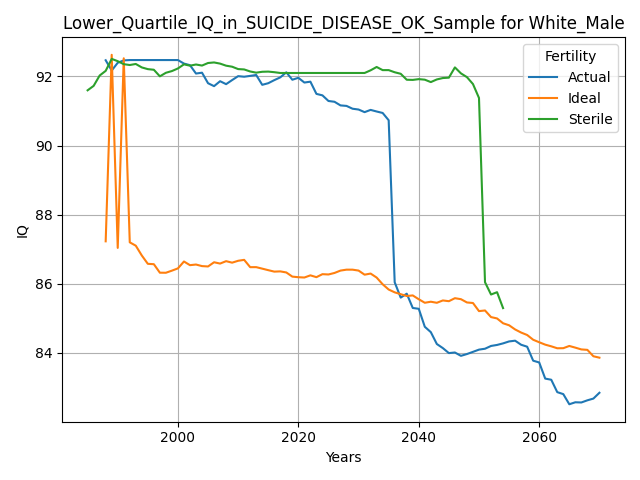 Lower_Quartile_IQ_in_SUICIDE_DISEASE_OK_Sample for White_Male
Fertility
Actual
Ideal
Sterile
IQ
92
90
88
86
84
2000
2020
2040
2060
Years